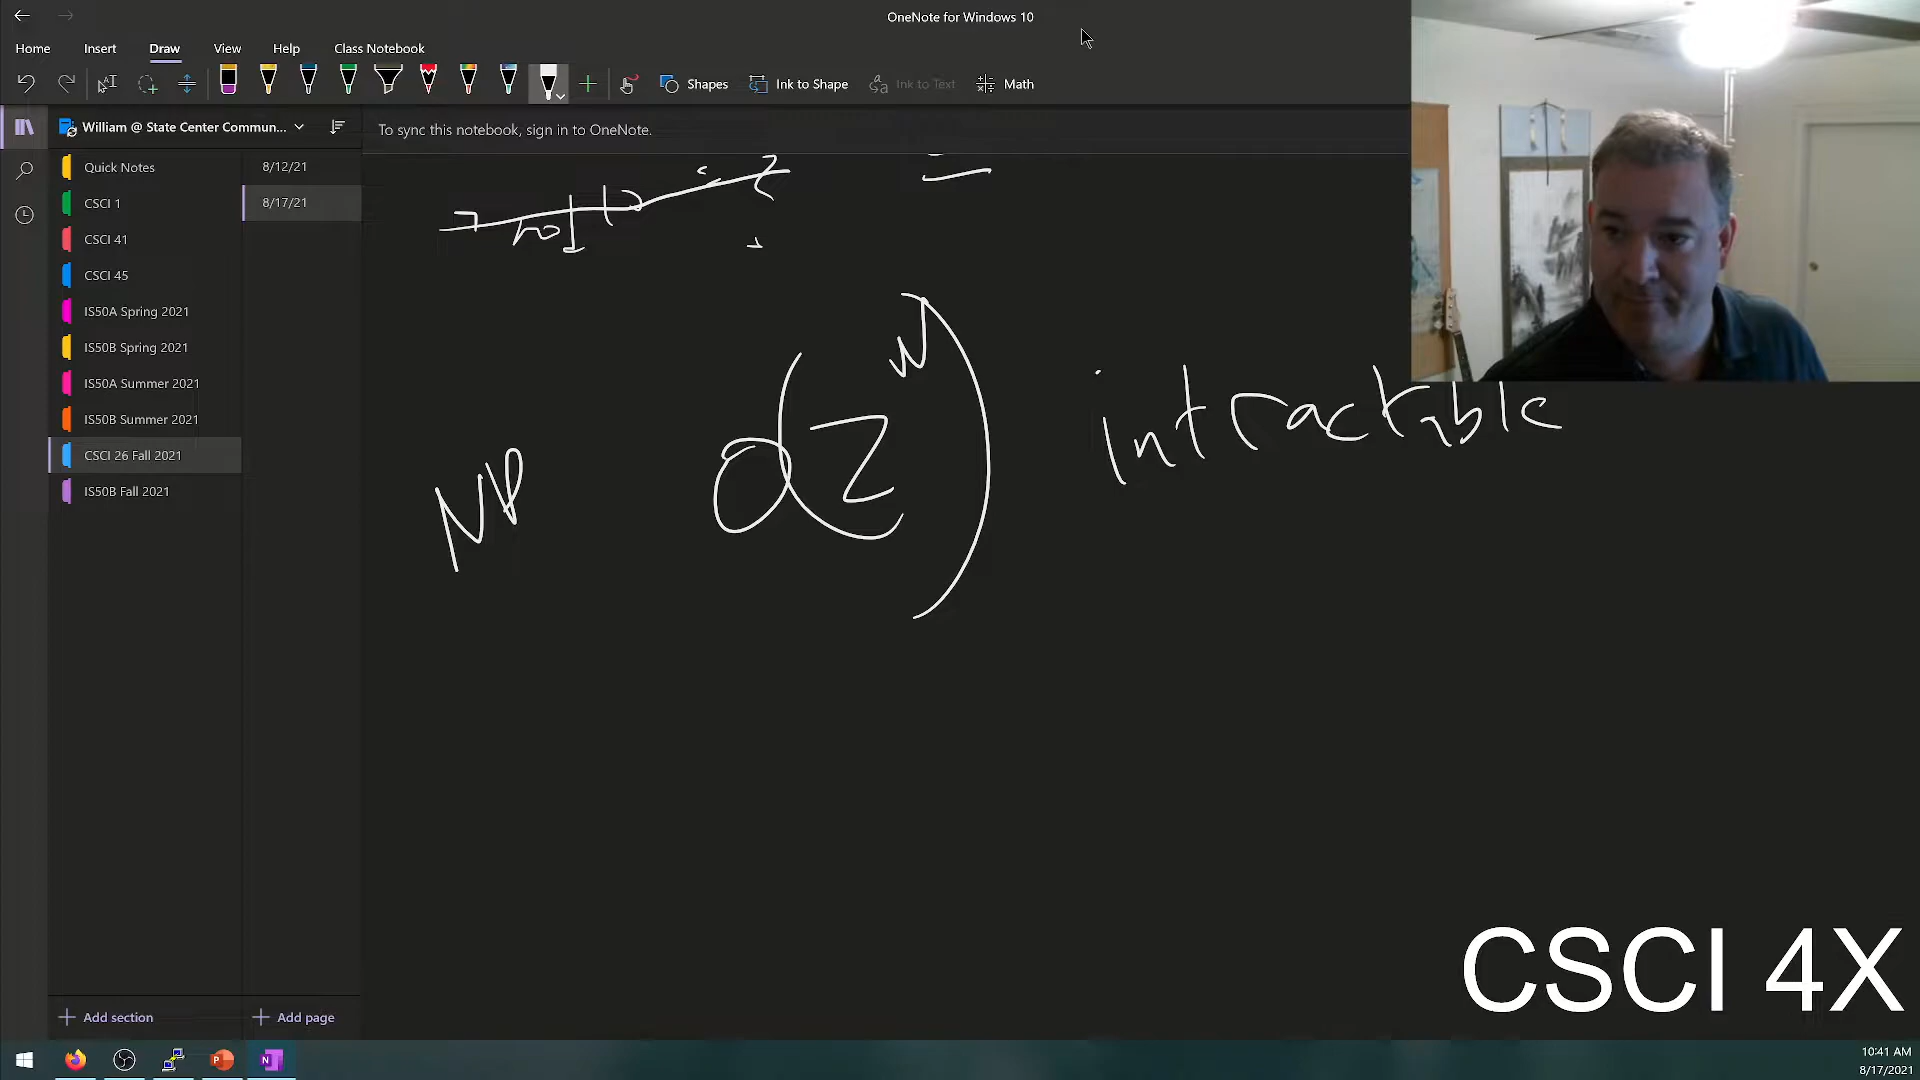 OneNote for Windows 10
Home Insert Draw View Help Class Notebook
Shapes Ink to Shape Ink to Text Math
William @ State Center Commun...
To sync this notebook, sign in to OneNote.
Quick Notes
CSCI 1
CSCI 41
CSCI 45
IS50A Spring 2021
IS50B Spring 2021
IS50A Summer 2021
IS50B Summer 2021
CSCI 26 Fall 2021
IS50B Fall 2021
8/12/21
8/17/21
NP O(2^N) intractable
CSCI 4X
Add section Add page
10:41 AM
8/17/2021